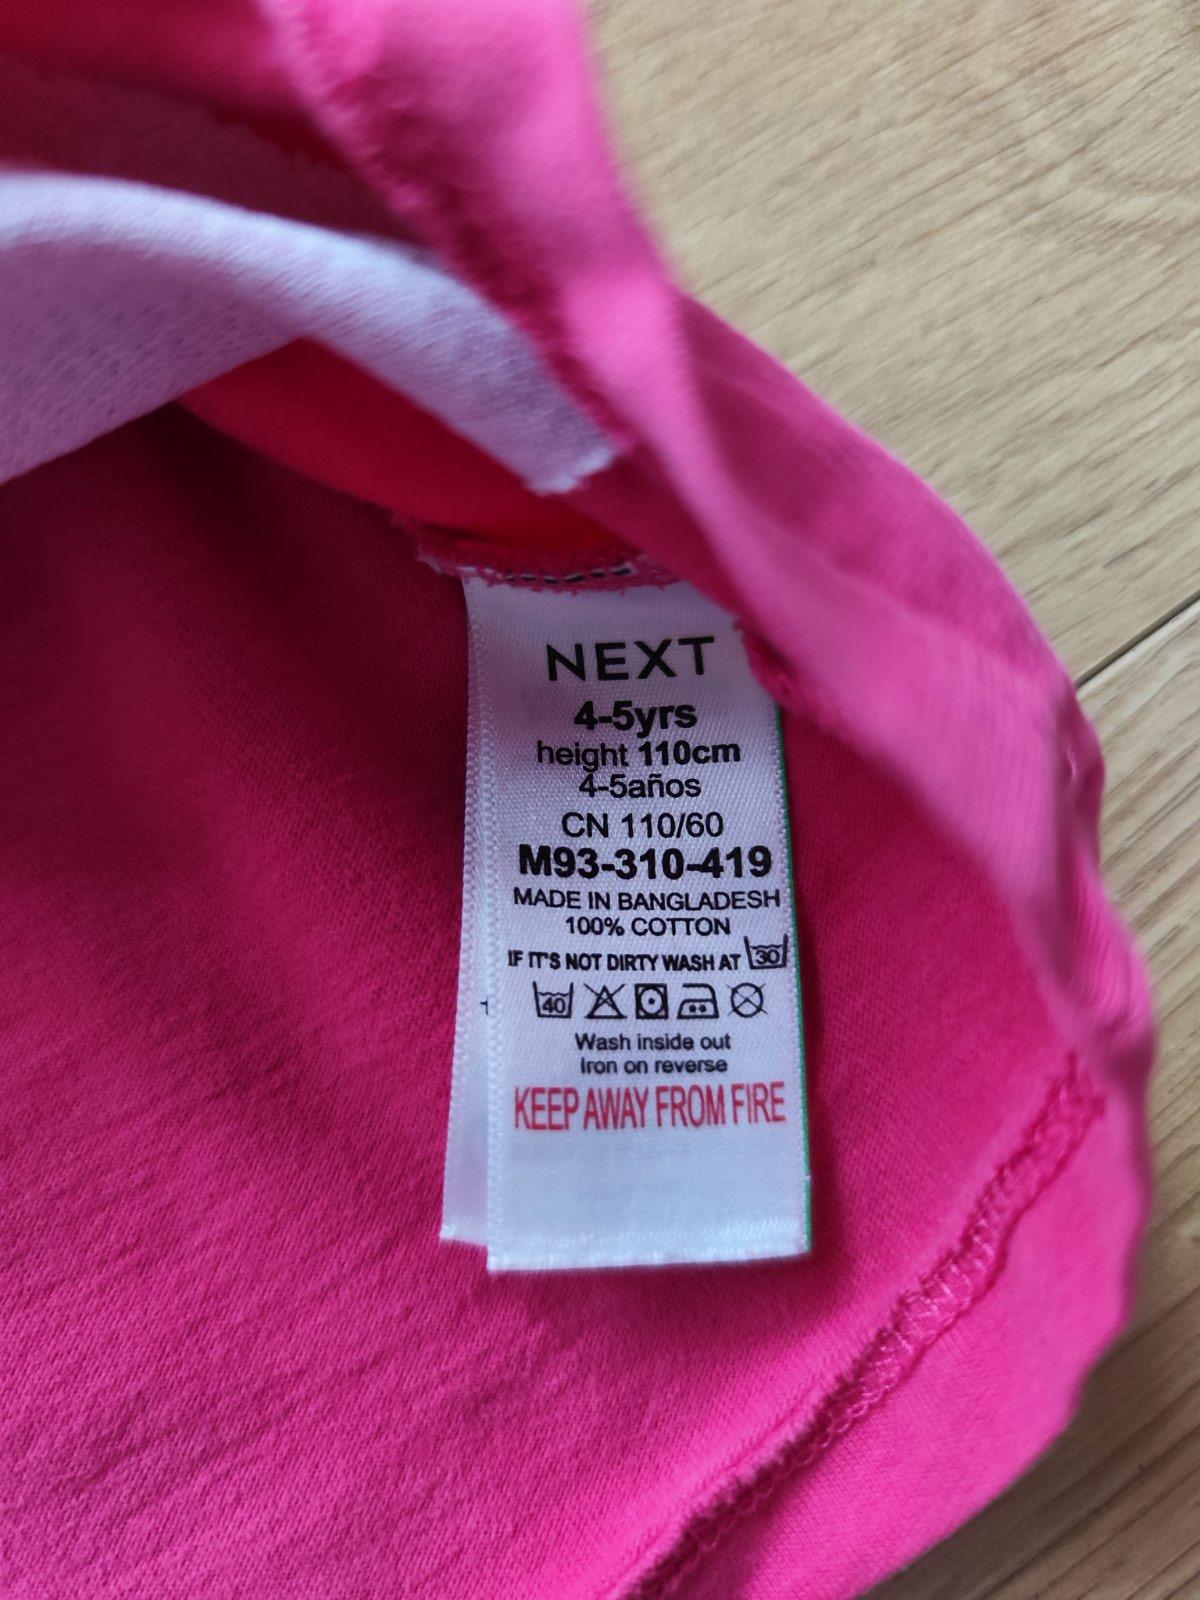 NEXT
4-5yrs
height 110cm
4-5años
CN 110/60
M93-310-419
MADE IN BANGLADESH
100% COTTON
IF IT'S NOT DIRTY WASH AT 30
40
Wash inside out
Iron on reverse
KEEP AWAY FROM FIRE